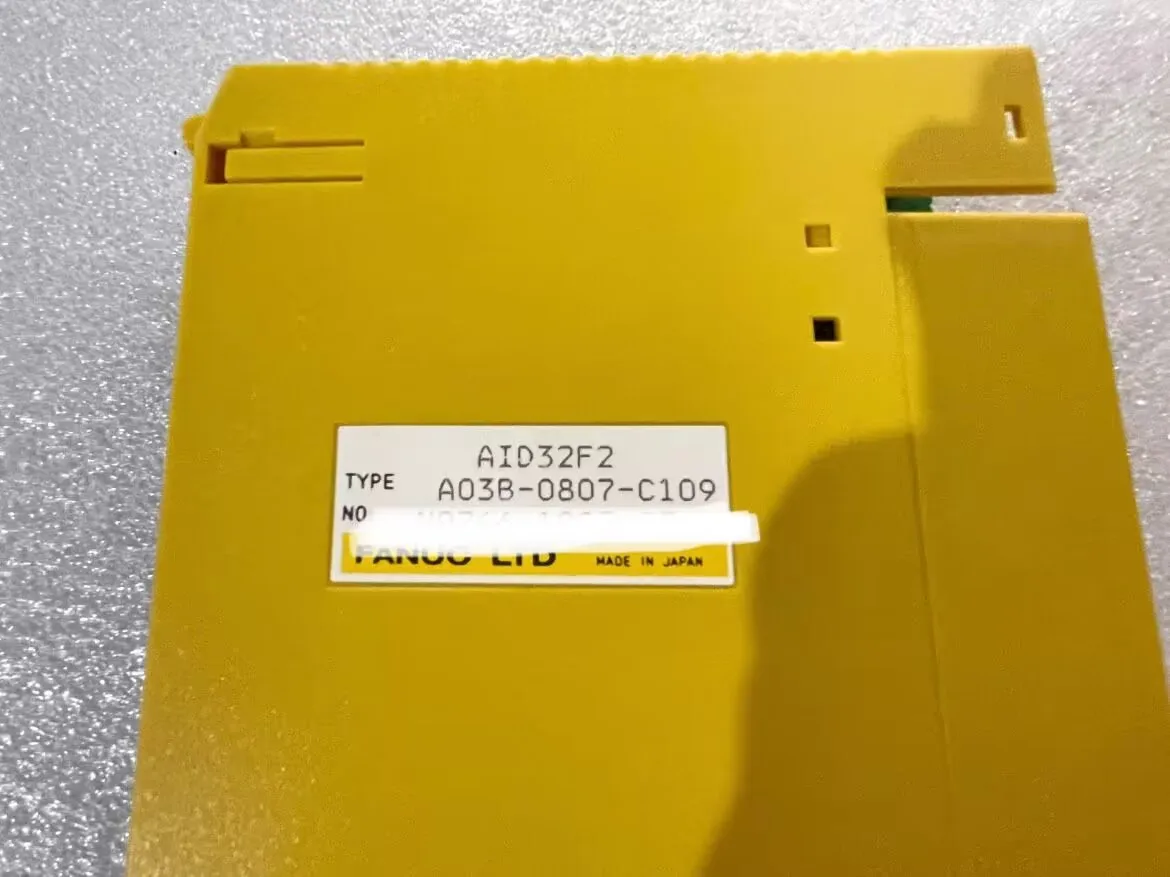 AID32F2
TYPE A03B-0807-C109
NO
FANUC LTD MADE IN JAPAN